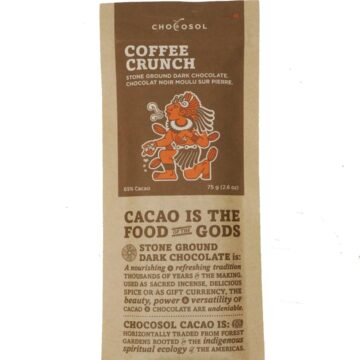 CHOCOSOL
COFFEE
CRUNCH
STONE GROUND DARK CHOCOLATE
CHOCOLAT NOIR MOULU SUR PIERRE.
65% Cacao 75 g (2.6 oz)
CACAO IS THE
FOOD OF THE GODS
STONE GROUND
DARK CHOCOLATE is:
A nourishing & refreshing tradition
THOUSANDS OF YEARS IN THE MAKING,
USED AS SACRED INCENSE, DELICIOUS
SPICE OR AS GIFT CURRENCY, THE
beauty, power & versatility OF
CACAO & CHOCOLATE ARE undeniable.
CHOCOSOL CACAO IS:
HORIZONTALLY TRADED FROM FOREST
GARDENS ROOTED IN THE indigenous
spiritual ecology OF THE AMERICAS.